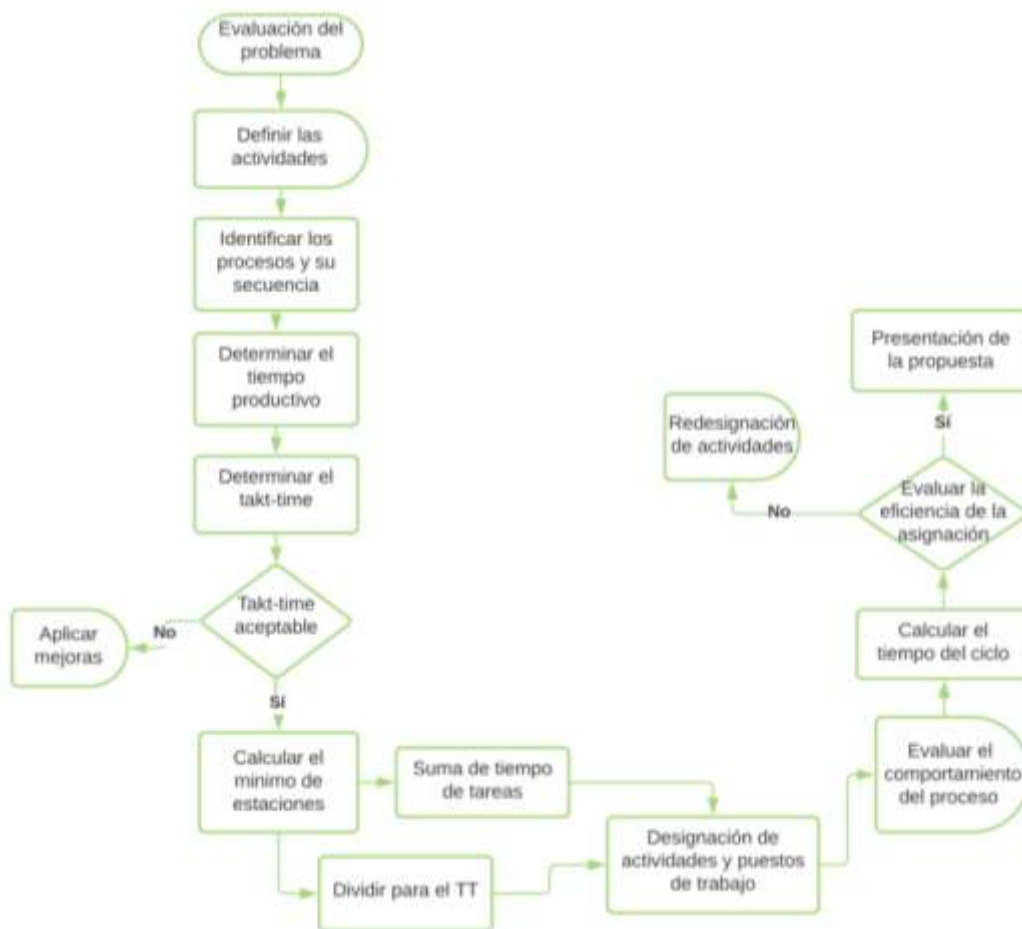 Evaluación del
problema
Definir las
actividades
Identificar los
procesos y su
secuencia
Determinar el
tiempo
productivo
Determinar el
takt-time
Takt-time
aceptable
No
Aplicar
mejoras
Sí
Calcular el
mínimo de
estaciones
Suma de tiempo
de tareas
Dividir para el TT
Designación de
actividades y puestos
de trabajo
Evaluar el
comportamiento
del proceso
Calcular el
tiempo del ciclo
Evaluar la
eficiencia de la
asignación
No
Redesignación
de actividades
Sí
Presentación de
la propuesta